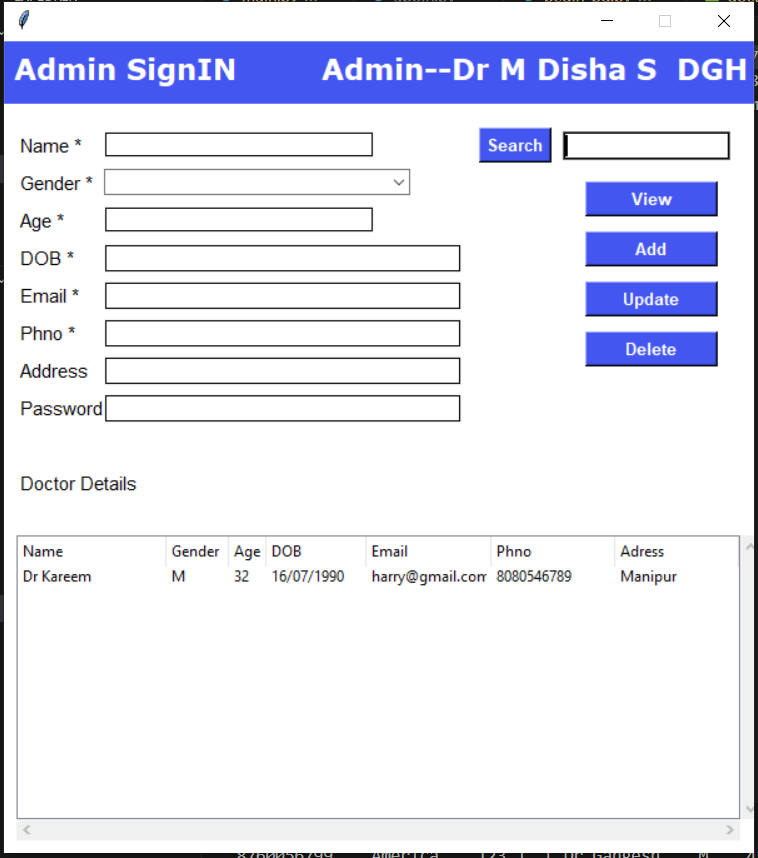 Admin SignIN Admin--Dr M Disha S DGH
Name * Search
Gender * View
Age *
DOB * Add
Email * Update
Phno *
Address Delete
Password
Doctor Details
Name Gender Age DOB Email Phno Adress
Dr Kareem M 32 16/07/1990 harry@gmail.com 8080546789 Manipur